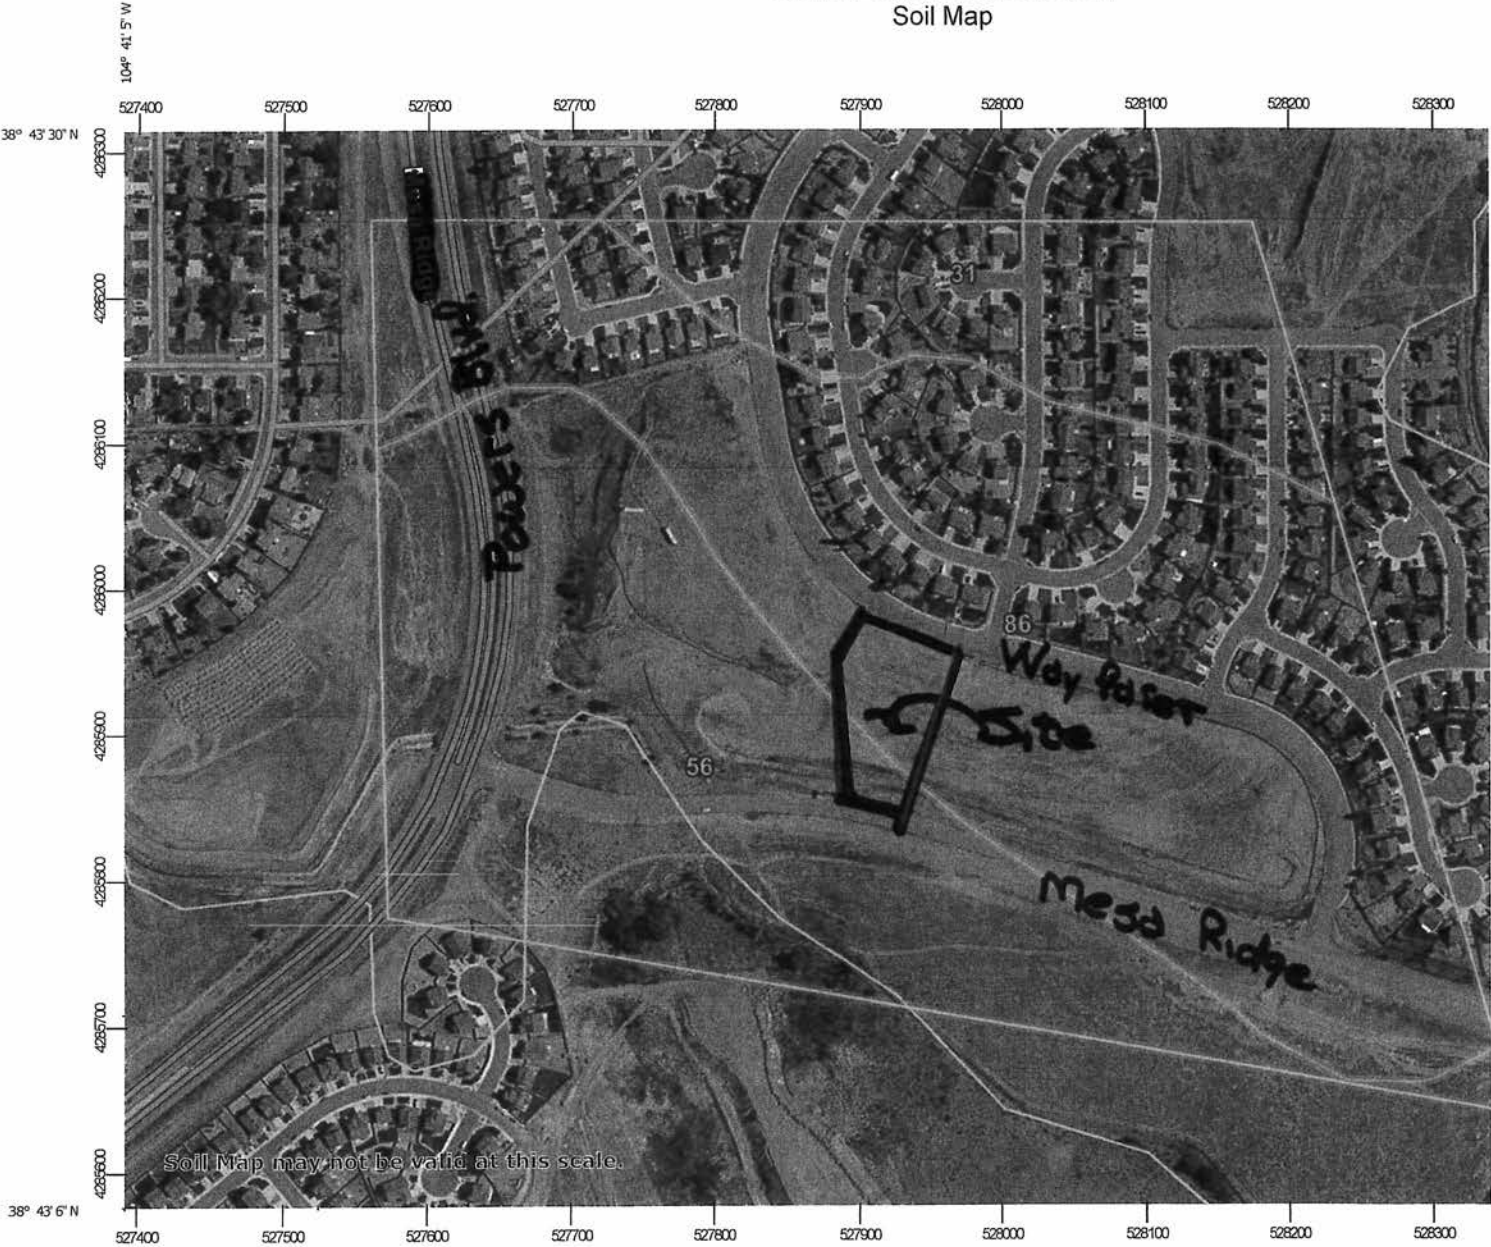 Soil Map
104° 41' 5" W
527400 527500 527600 527700 527800 527900 528000 528100 528200 528300
38° 43' 30" N
4286300
4286200
4286100
4286000
4285900
4285800
4285700
4285600
31
Powers Blvd
86
Way Point
Site
56
Mesa Ridge
Soil Map may not be valid at this scale.
38° 43' 6" N
527400 527500 527600 527700 527800 527900 528000 528100 528200 528300